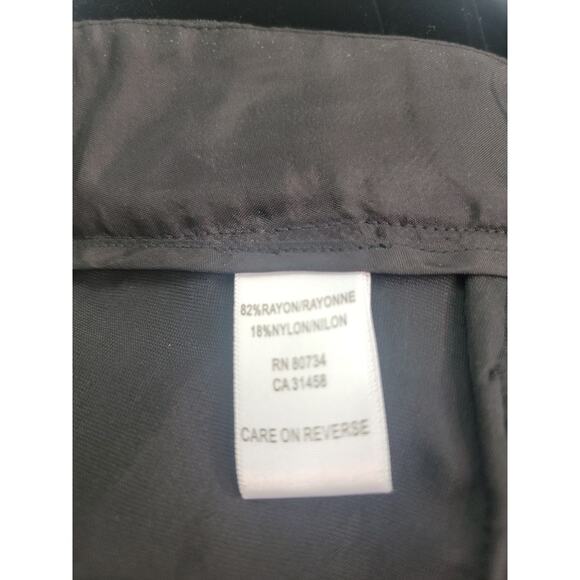 82%RAYON/RAYONNE
18%NYLON/NILON
RN 80734
CA 31458
CARE ON REVERSE